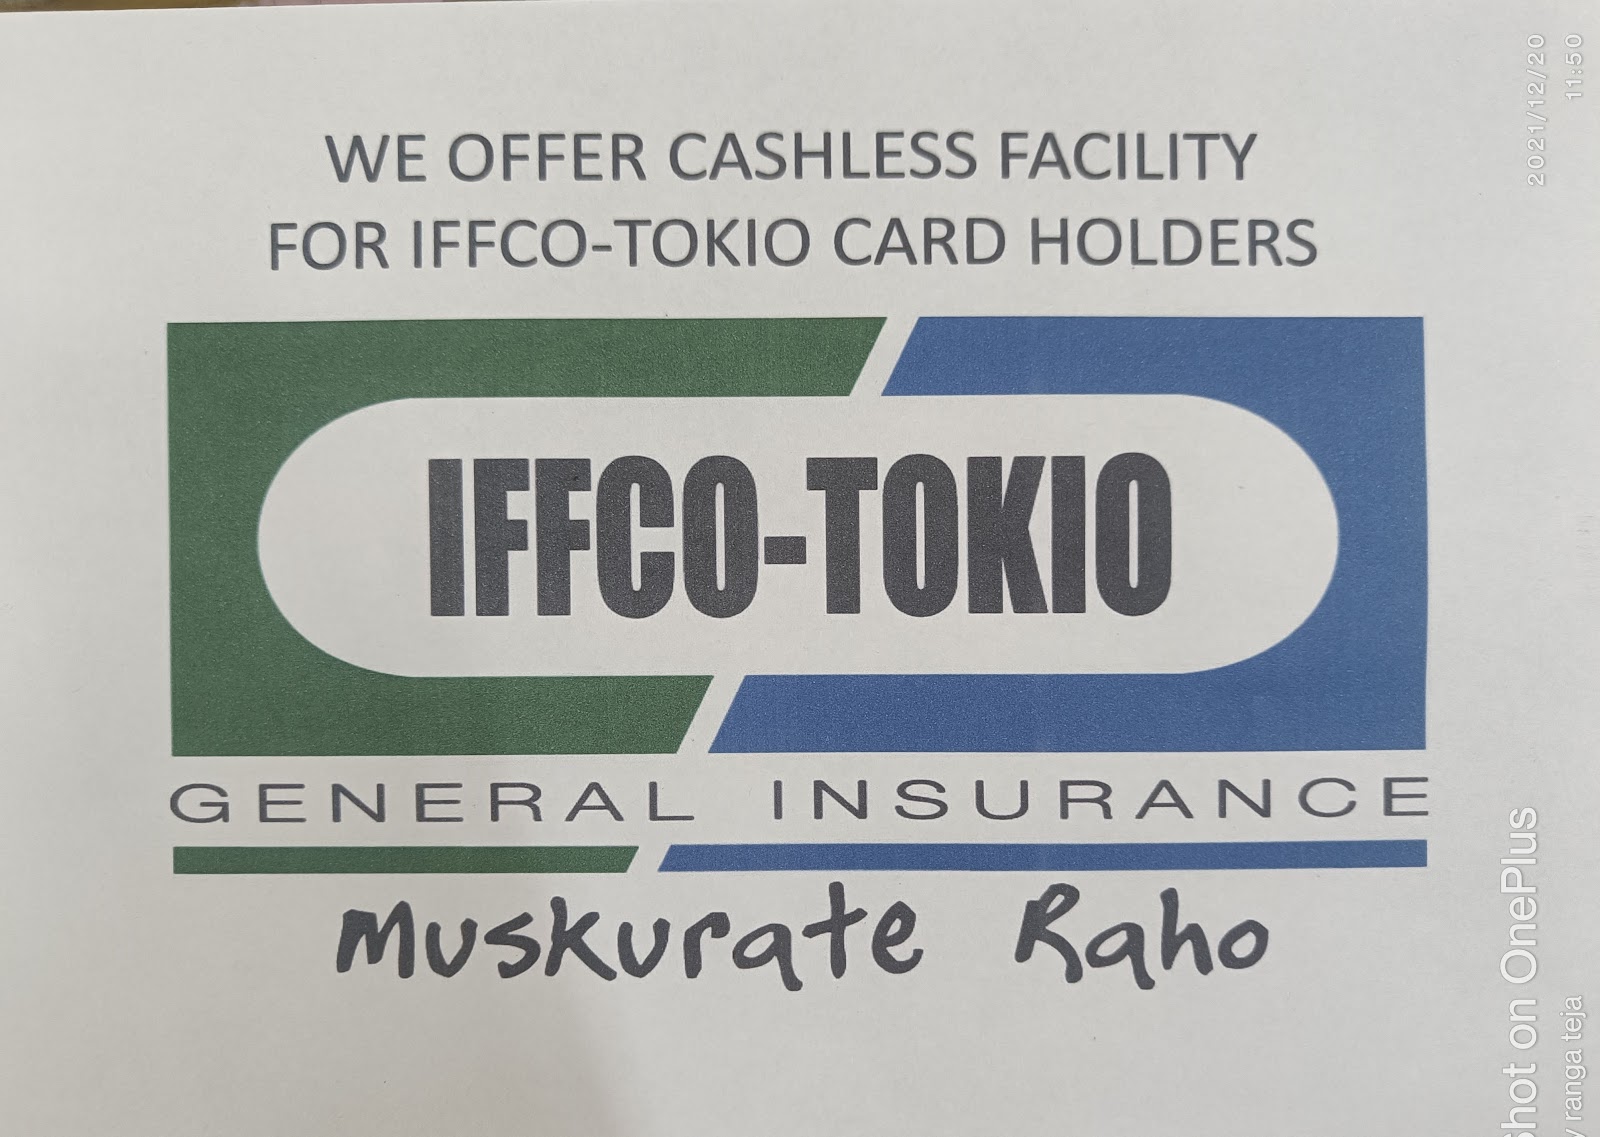 WE OFFER CASHLESS FACILITY
FOR IFFCO-TOKIO CARD HOLDERS
IFFCO-TOKIO
GENERAL INSURANCE
Muskurate Raho
Shot on OnePlus
ranga teja
2021/12/20
11:50